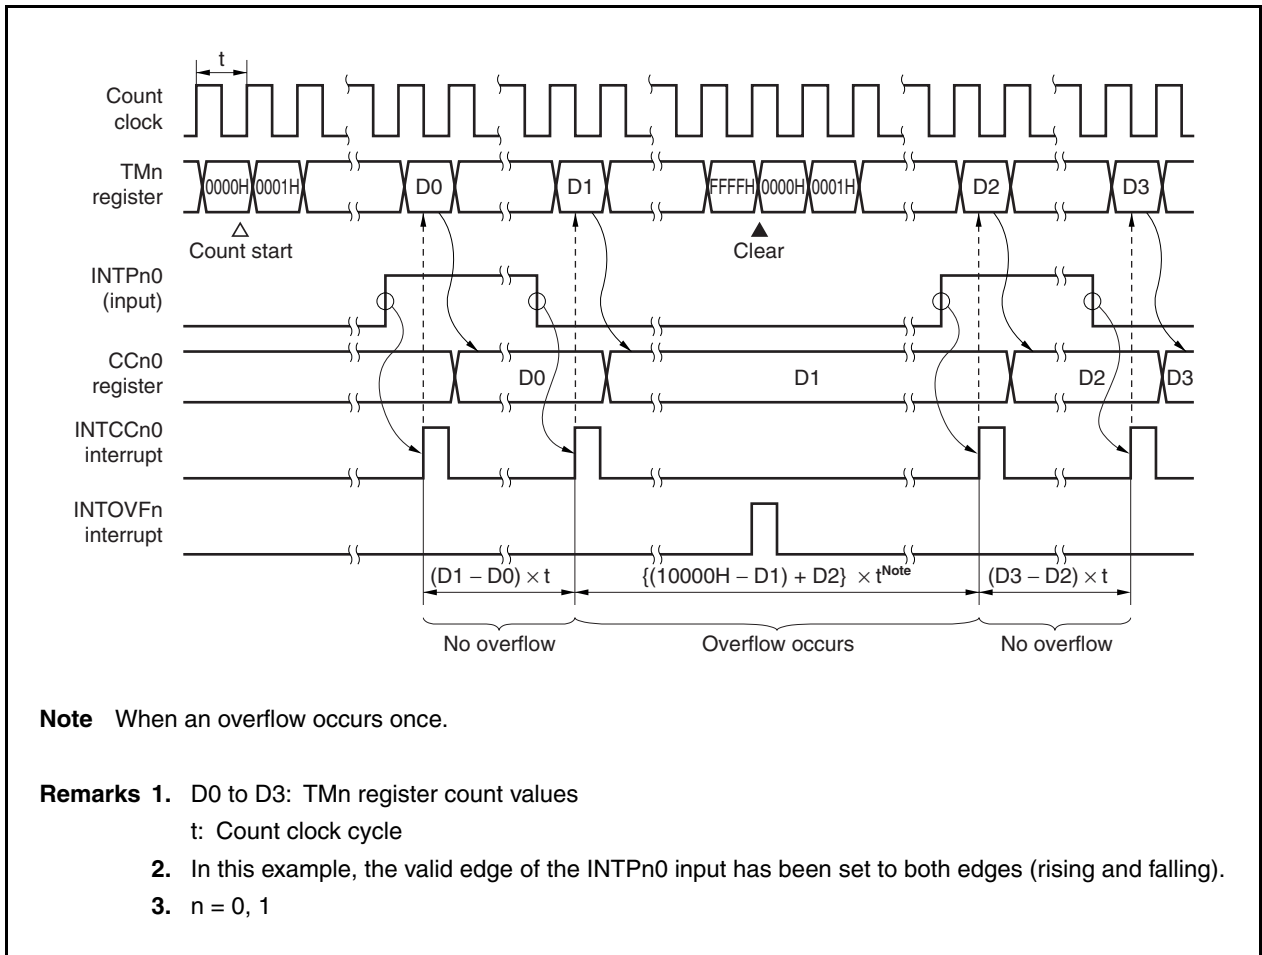 t
Count
clock
TMn
register
0000H 0001H D0 D1 FFFFH 0000H 0001H D2 D3
Count start
Clear
INTPn0
(input)
CCn0
register
D0 D1 D2 D3
INTCCn0
interrupt
INTOVFn
interrupt
(D1 − D0) × t {(10000H − D1) + D2} × tNote (D3 − D2) × t
No overflow Overflow occurs No overflow
Note When an overflow occurs once.
Remarks 1. D0 to D3: TMn register count values
t: Count clock cycle
2. In this example, the valid edge of the INTPn0 input has been set to both edges (rising and falling).
3. n = 0, 1